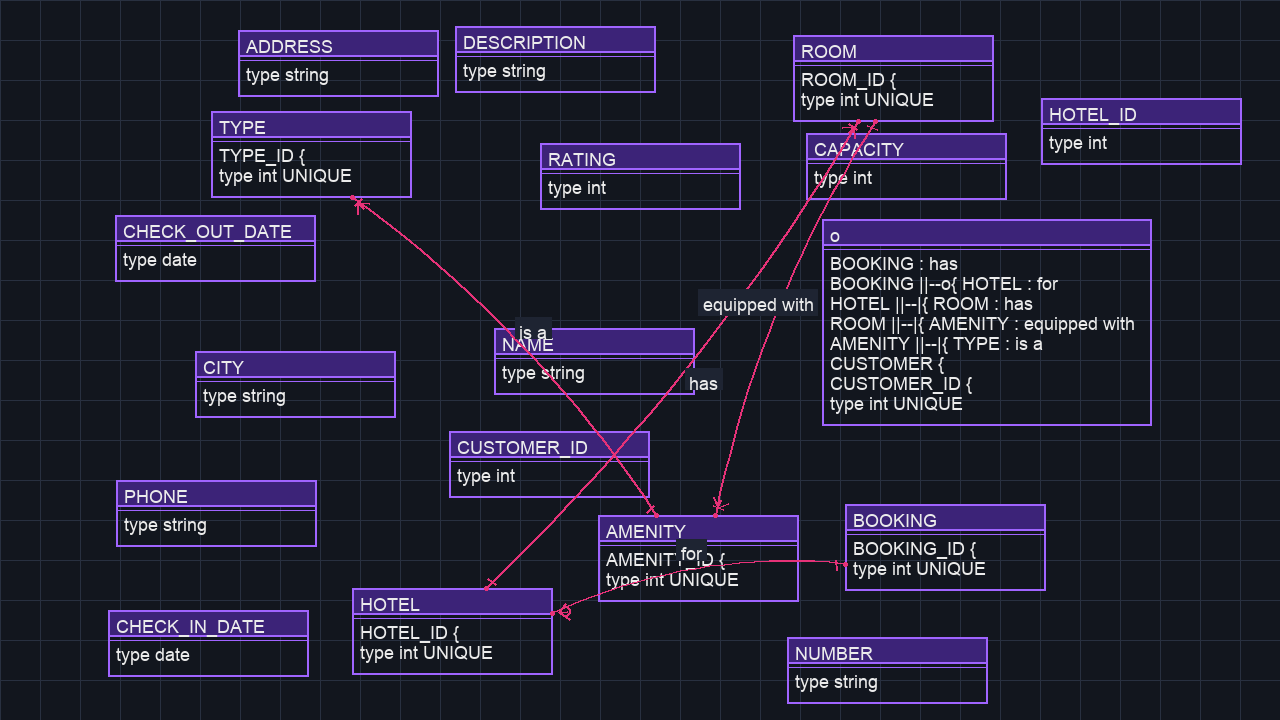 ADDRESS
type string
DESCRIPTION
type string
ROOM
ROOM_ID {
type int UNIQUE
HOTEL_ID
type int
TYPE
TYPE_ID {
type int UNIQUE
RATING
type int
CAPACITY
type int
CHECK_OUT_DATE
type date
o
BOOKING : has
BOOKING ||--o{ HOTEL : for
HOTEL ||--|{ ROOM : has
ROOM ||--|{ AMENITY : equipped with
AMENITY ||--|{ TYPE : is a
CUSTOMER {
CUSTOMER_ID {
type int UNIQUE
equipped with
is a
NAME
type string
has
CITY
type string
CUSTOMER_ID
type int
PHONE
type string
AMENITY
AMENITY_ID {
type int UNIQUE
for
BOOKING
BOOKING_ID {
type int UNIQUE
HOTEL
HOTEL_ID {
type int UNIQUE
CHECK_IN_DATE
type date
NUMBER
type string